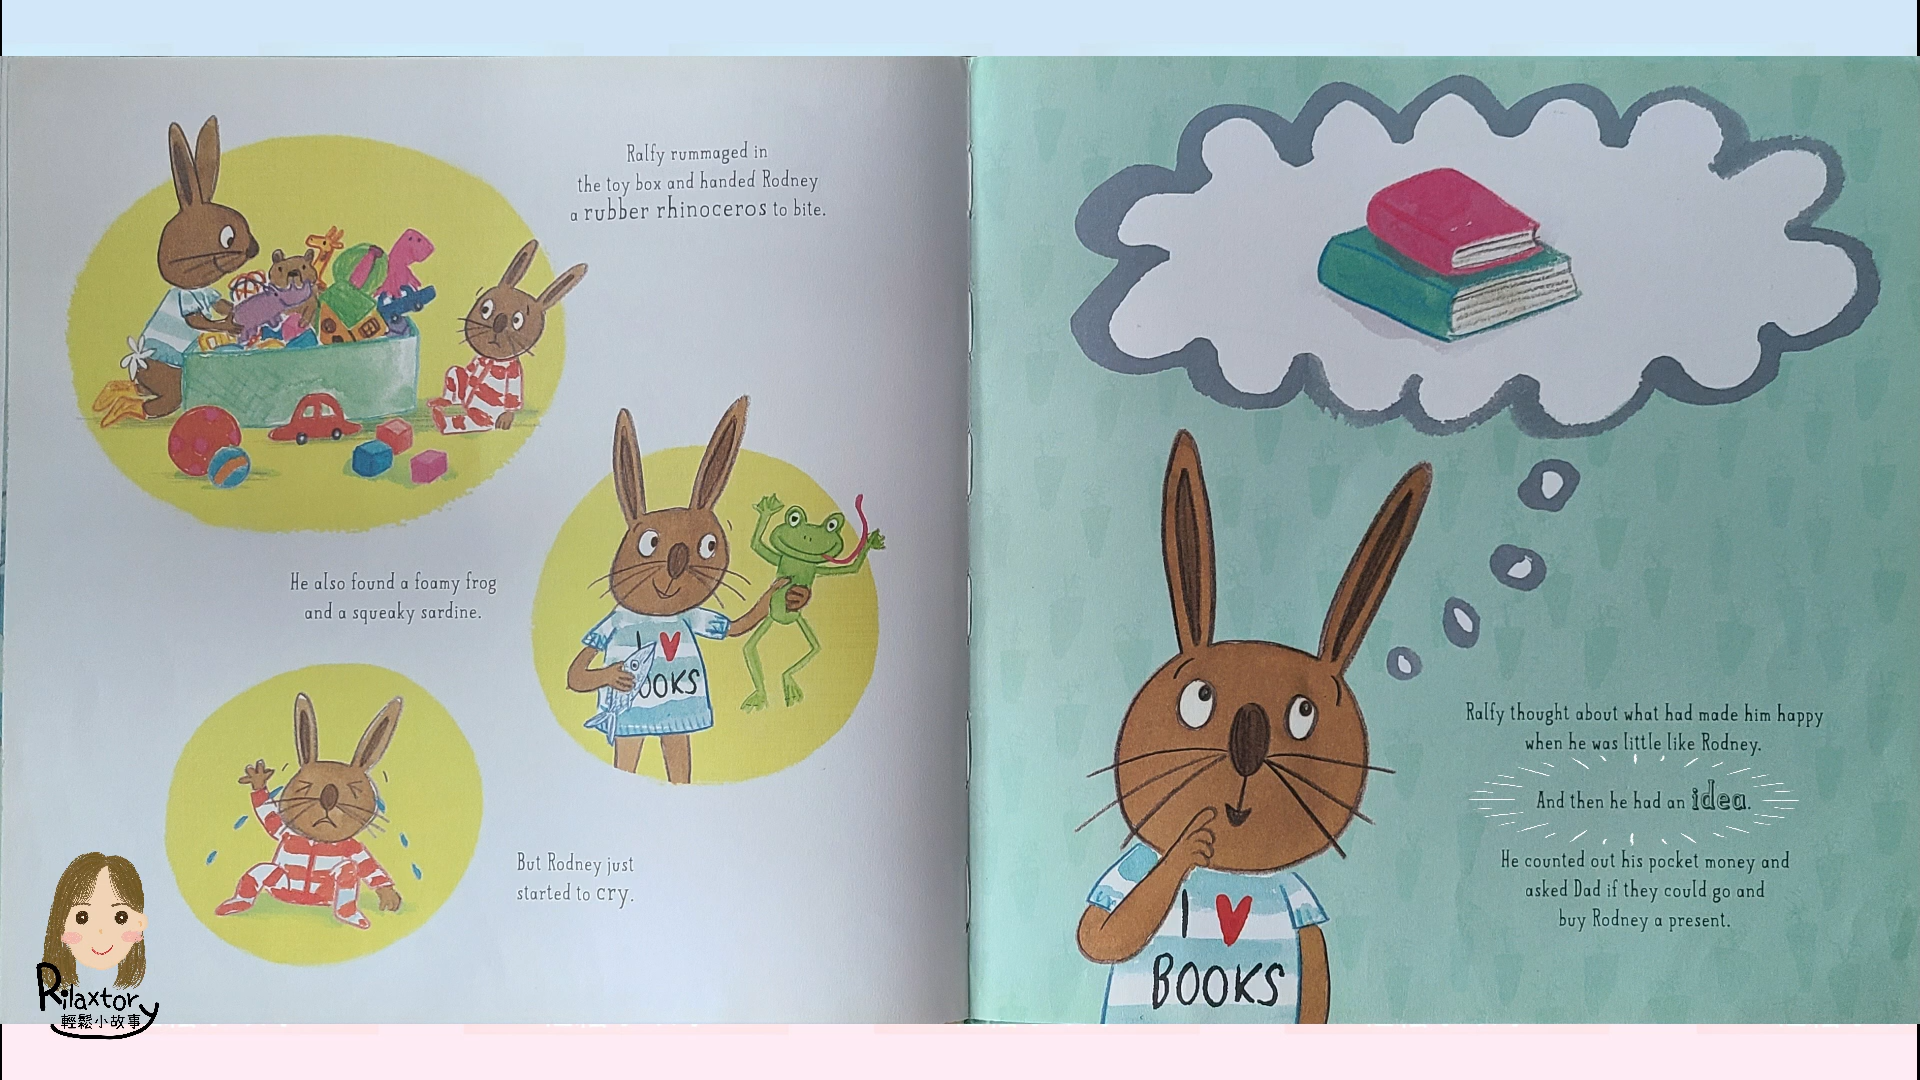 Ralfy rummaged in
the toy box and handed Rodney
a rubber rhinoceros to bite.
He also found a foamy frog
and a squeaky sardine.
I ♥
OOKS
But Rodney just
started to cry.
Rilaxtory
輕鬆小故事
Ralfy thought about what had made him happy
when he was little like Rodney.
And then he had an idea.
He counted out his pocket money and
asked Dad if they could go and
buy Rodney a present.
I ♥
BOOKS